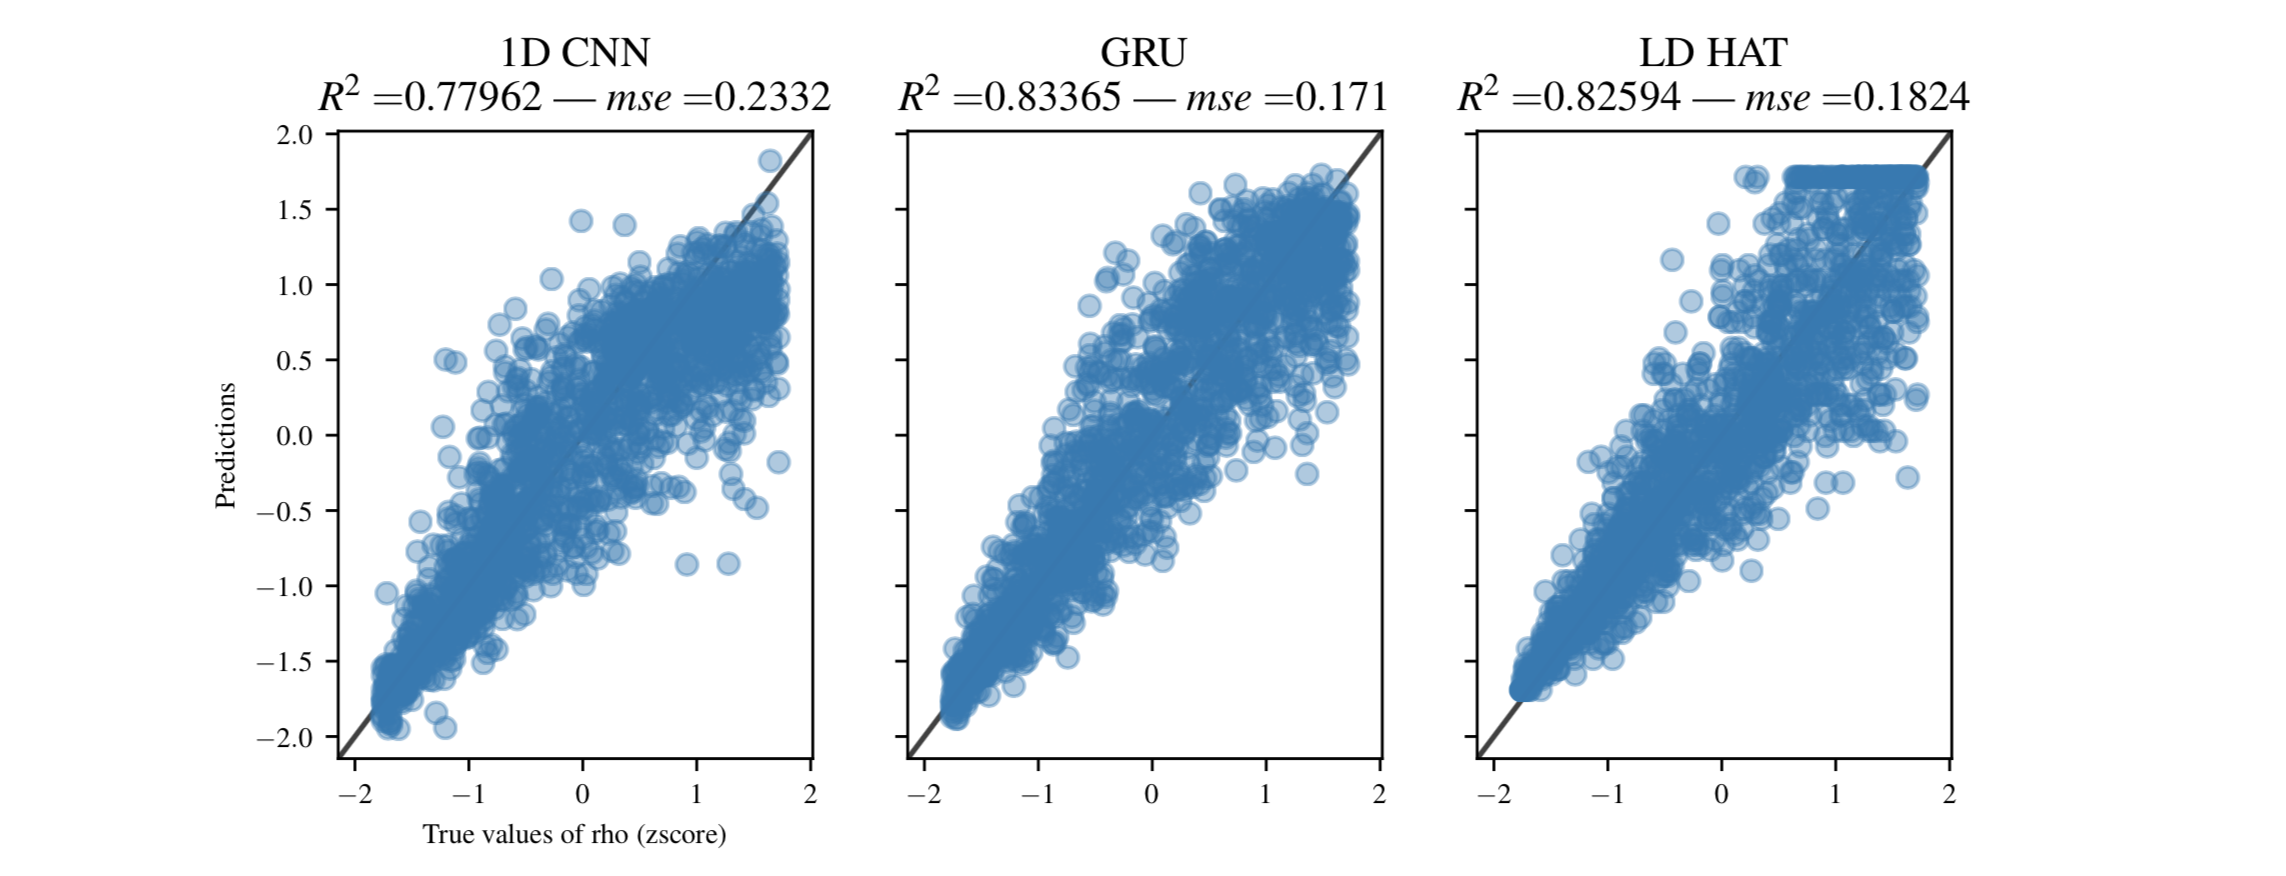 1D CNN
R² =0.77962 — mse =0.2332
GRU
R² =0.83365 — mse =0.171
LD HAT
R² =0.82594 — mse =0.1824
Predictions
2.0
1.5
1.0
0.5
0.0
−0.5
−1.0
−1.5
−2.0
−2 −1 0 1 2
−2 −1 0 1 2
−2 −1 0 1 2
True values of rho (zscore)